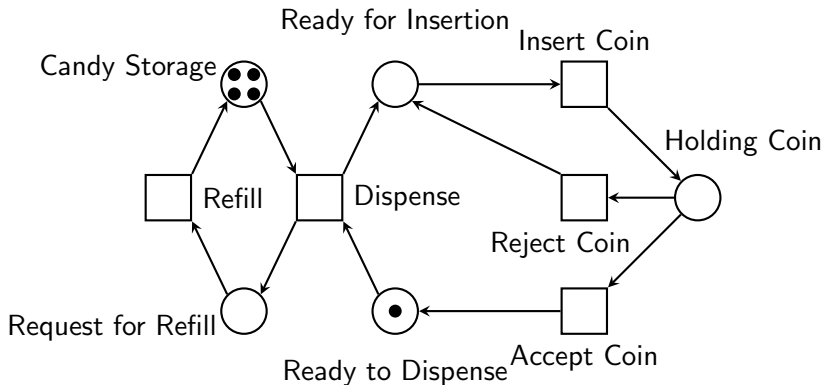 Ready for Insertion
Insert Coin
Candy Storage
Holding Coin
Refill
Dispense
Reject Coin
Request for Refill
Accept Coin
Ready to Dispense